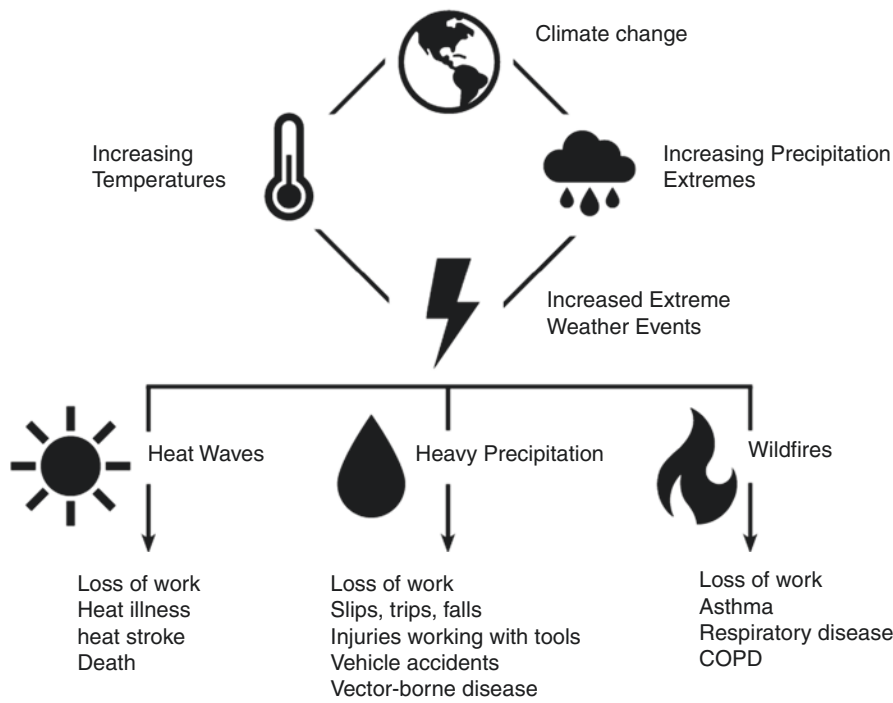 Climate change
Increasing
Temperatures
Increasing Precipitation
Extremes
Increased Extreme
Weather Events
Heat Waves
Heavy Precipitation
Wildfires
Loss of work
Heat illness
heat stroke
Death
Loss of work
Slips, trips, falls
Injuries working with tools
Vehicle accidents
Vector-borne disease
Loss of work
Asthma
Respiratory disease
COPD